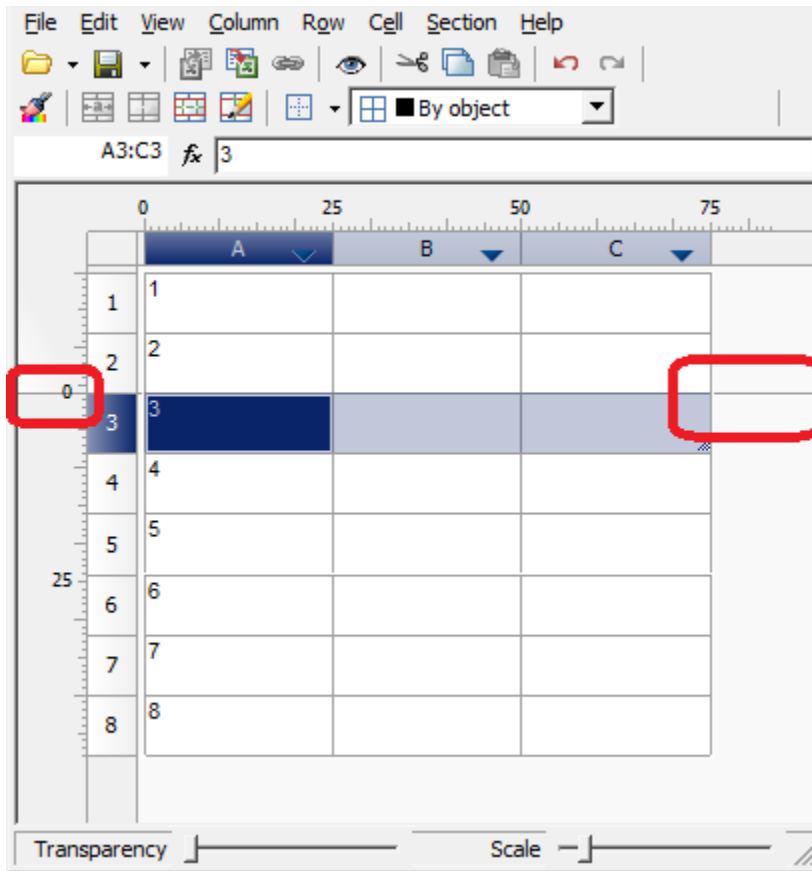 File Edit View Column Row Cell Section Help
a By object
A3:C3 fx 3
0 25 50 75
A B C
1 1
2 2
0
3 3
4 4
5 5
25
6 6
7 7
8 8
Transparency Scale